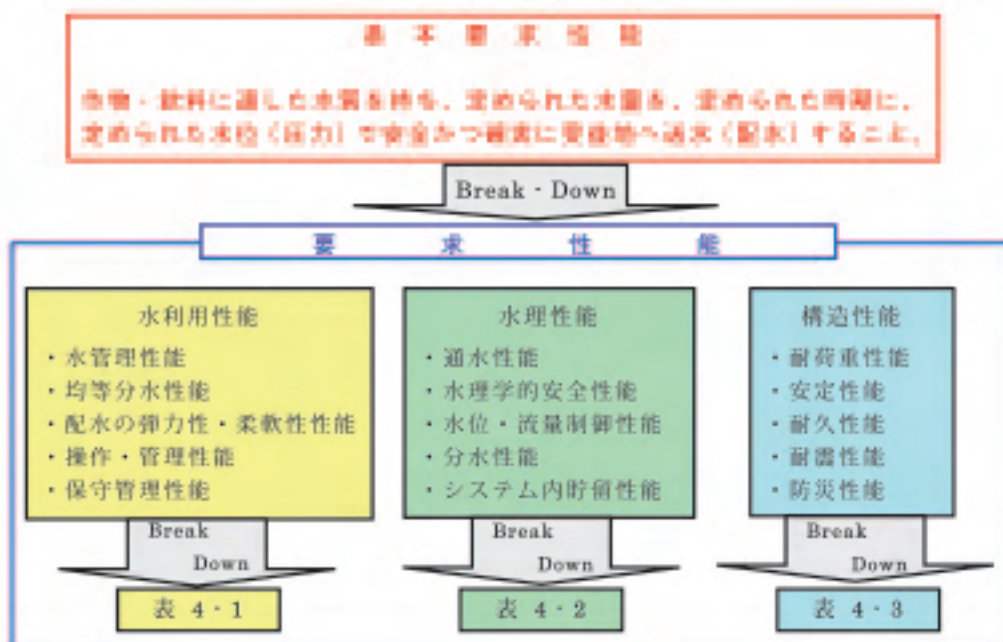 基本要求性能
作物・飲料に適した水質を持ち、定められた水量を、定められた時期に、
定められた水位（圧力）で安全かつ確実に受益地へ送水（配水）すること。
Break - Down
要求性能
水利用性能
・水管理性能
・均等分水性能
・配水の弾力性・柔軟性性能
・操作・管理性能
・保守管理性能
Break
Down
表 4・1
水理性能
・通水性能
・水理学的安全性能
・水位・流量制御性能
・分水性能
・システム内貯留性能
Break
Down
表 4・2
構造性能
・耐荷重性能
・安定性能
・耐久性能
・耐震性能
・防災性能
Break
Down
表 4・3